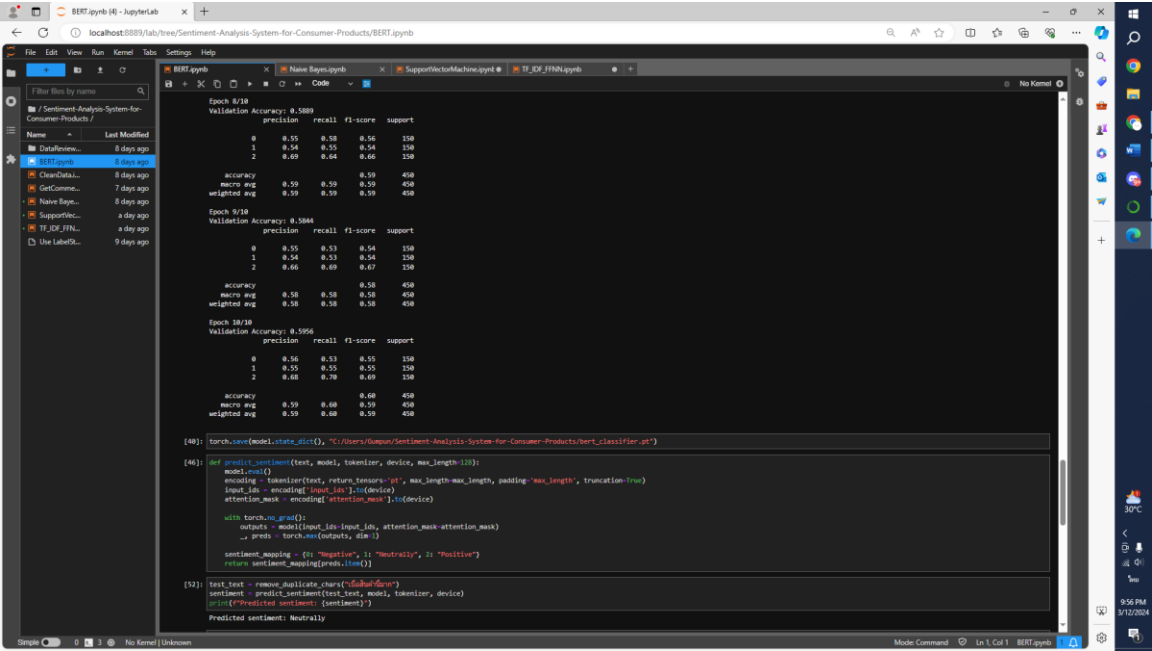 BERT.ipynb (4) - JupyterLab
localhost:8889/lab/tree/Sentiment-Analysis-System-for-Consumer-Products/BERT.ipynb
File Edit View Run Kernel Tabs Settings Help
BERT.ipynb Naive Bayes.ipynb SupportVectorMachine.ipynb TF_IDF_FFNN.ipynb
Code No Kernel
Filter files by name
/ Sentiment-Analysis-System-for-Consumer-Products /
Name Last Modified
DataReview... 8 days ago
BERT.ipynb 8 days ago
CleanData.i... 8 days ago
GetComme... 7 days ago
Naive Baye... 8 days ago
SupportVec... a day ago
TF_IDF_FFN... a day ago
Use LabelSt... 9 days ago
Epoch 8/10
Validation Accuracy: 0.5889
precision recall f1-score support
0 0.55 0.58 0.56 150
1 0.54 0.55 0.54 150
2 0.69 0.64 0.66 150
accuracy 0.59 450
macro avg 0.59 0.59 0.59 450
weighted avg 0.59 0.59 0.59 450
Epoch 9/10
Validation Accuracy: 0.5844
precision recall f1-score support
0 0.55 0.53 0.54 150
1 0.54 0.53 0.54 150
2 0.66 0.69 0.67 150
accuracy 0.58 450
macro avg 0.58 0.58 0.58 450
weighted avg 0.58 0.58 0.58 450
Epoch 10/10
Validation Accuracy: 0.5956
precision recall f1-score support
0 0.56 0.53 0.55 150
1 0.55 0.55 0.55 150
2 0.68 0.70 0.69 150
accuracy 0.60 450
macro avg 0.59 0.60 0.59 450
weighted avg 0.59 0.60 0.59 450
[40]: torch.save(model.state_dict(), "C:/Users/Gumpun/Sentiment-Analysis-System-for-Consumer-Products/bert_classifier.pt")
[46]: def predict_sentiment(text, model, tokenizer, device, max_length=128):
model.eval()
encoding = tokenizer(text, return_tensors='pt', max_length=max_length, padding='max_length', truncation=True)
input_ids = encoding['input_ids'].to(device)
attention_mask = encoding['attention_mask'].to(device)
with torch.no_grad():
outputs = model(input_ids=input_ids, attention_mask=attention_mask)
_, preds = torch.max(outputs, dim=1)
sentiment_mapping = {0: "Negative", 1: "Neutrally", 2: "Positive"}
return sentiment_mapping[preds.item()]
[52]: test_text = remove_duplicate_chars("")
sentiment = predict_sentiment(test_text, model, tokenizer, device)
print(f"Predicted sentiment: {sentiment}")
Predicted sentiment: Neutrally
Simple 0 3 No Kernel | Unknown Mode: Command Ln 1, Col 1 BERT.ipynb 1
30°C
ไทย
9:56 PM
3/12/2024